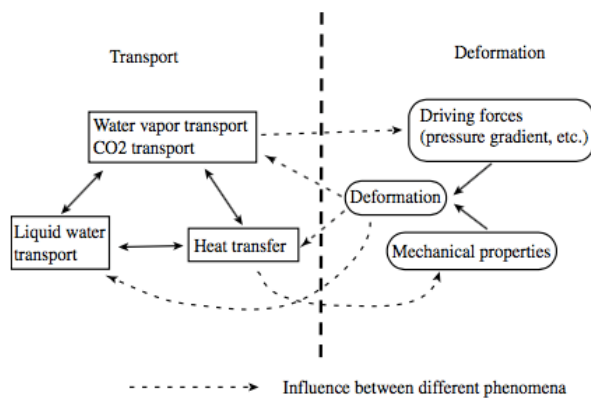 Transport
Deformation
Water vapor transport
CO2 transport
Driving forces
(pressure gradient, etc.)
Deformation
Liquid water
transport
Heat transfer
Mechanical properties
Influence between different phenomena